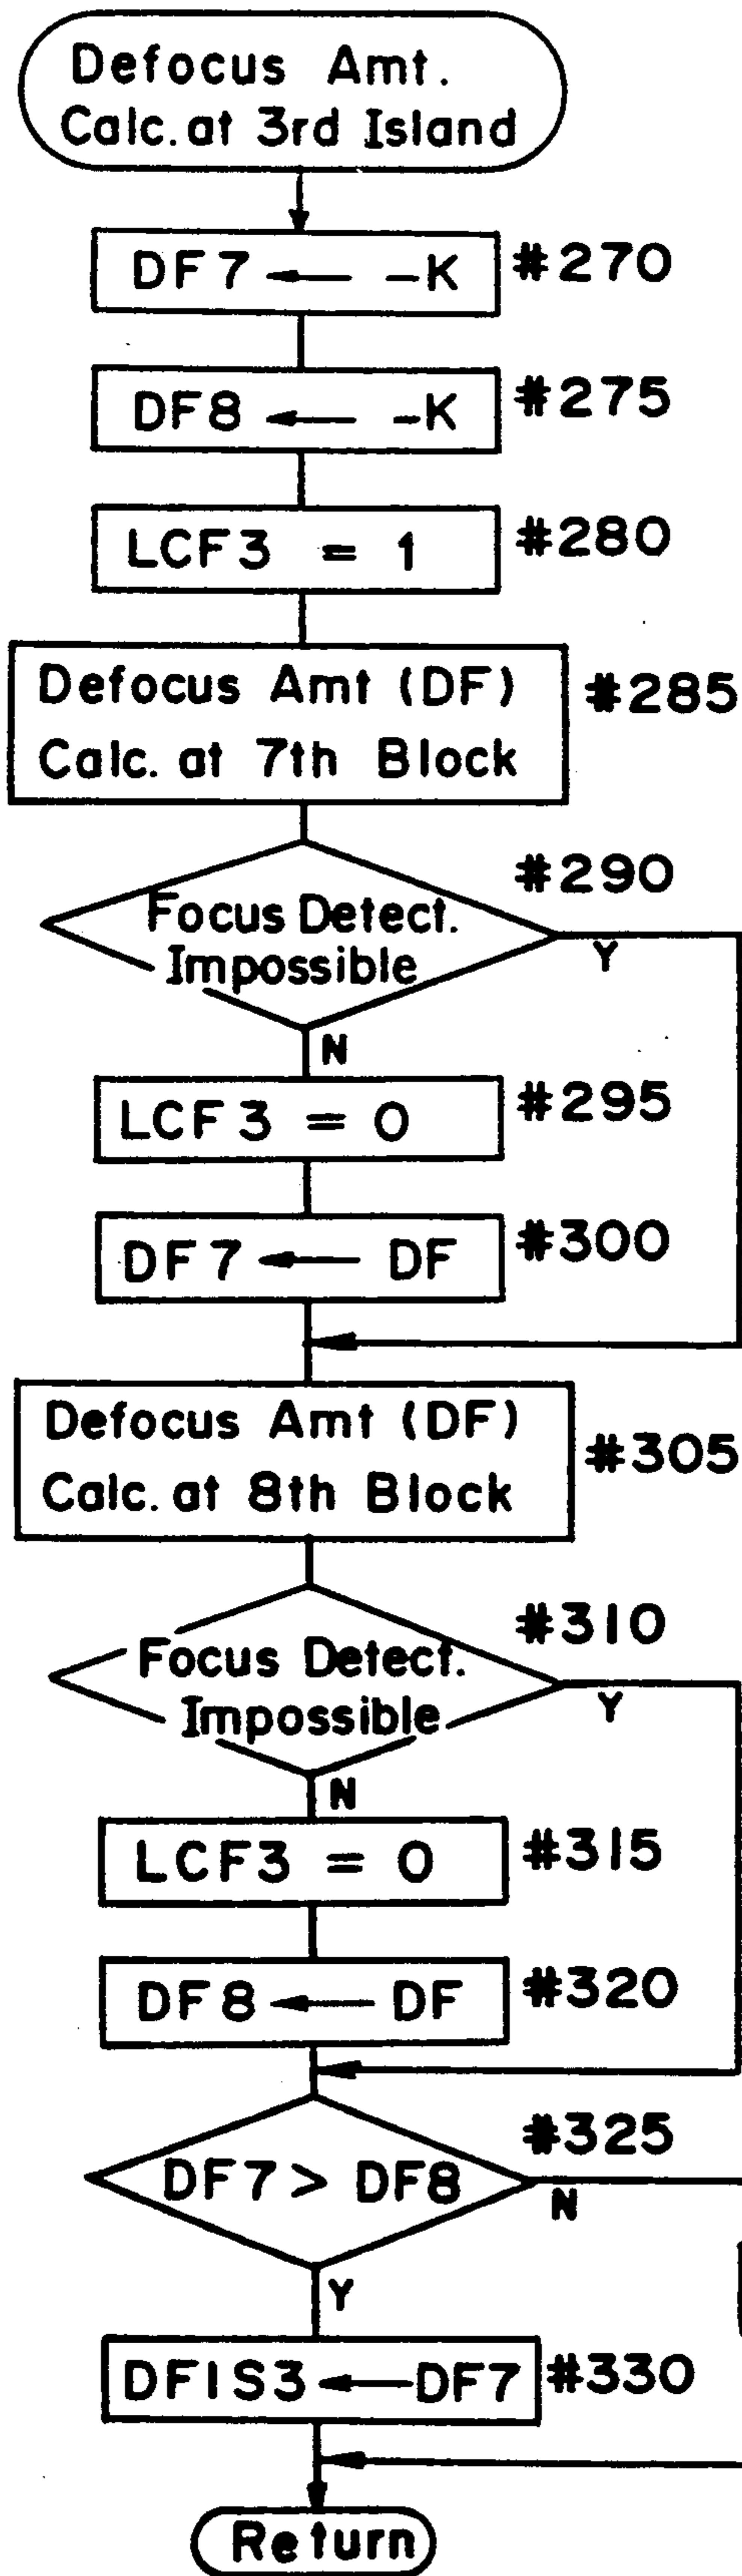 Defocus Amt.
Calc. at 3rd Island
DF7 ← -K #270
DF8 ← -K #275
LCF3 = 1 #280
Defocus Amt (DF) #285
Calc. at 7th Block
#290
Focus Detect.
Impossible
Y
N
LCF3 = 0 #295
DF7 ← DF #300
Defocus Amt (DF)
Calc. at 8th Block #305
#310
Focus Detect.
Impossible
Y
N
LCF3 = 0 #315
DF8 ← DF #320
#325
DF7 > DF8
N
Y
DFIS3 ← DF7 #330
Return